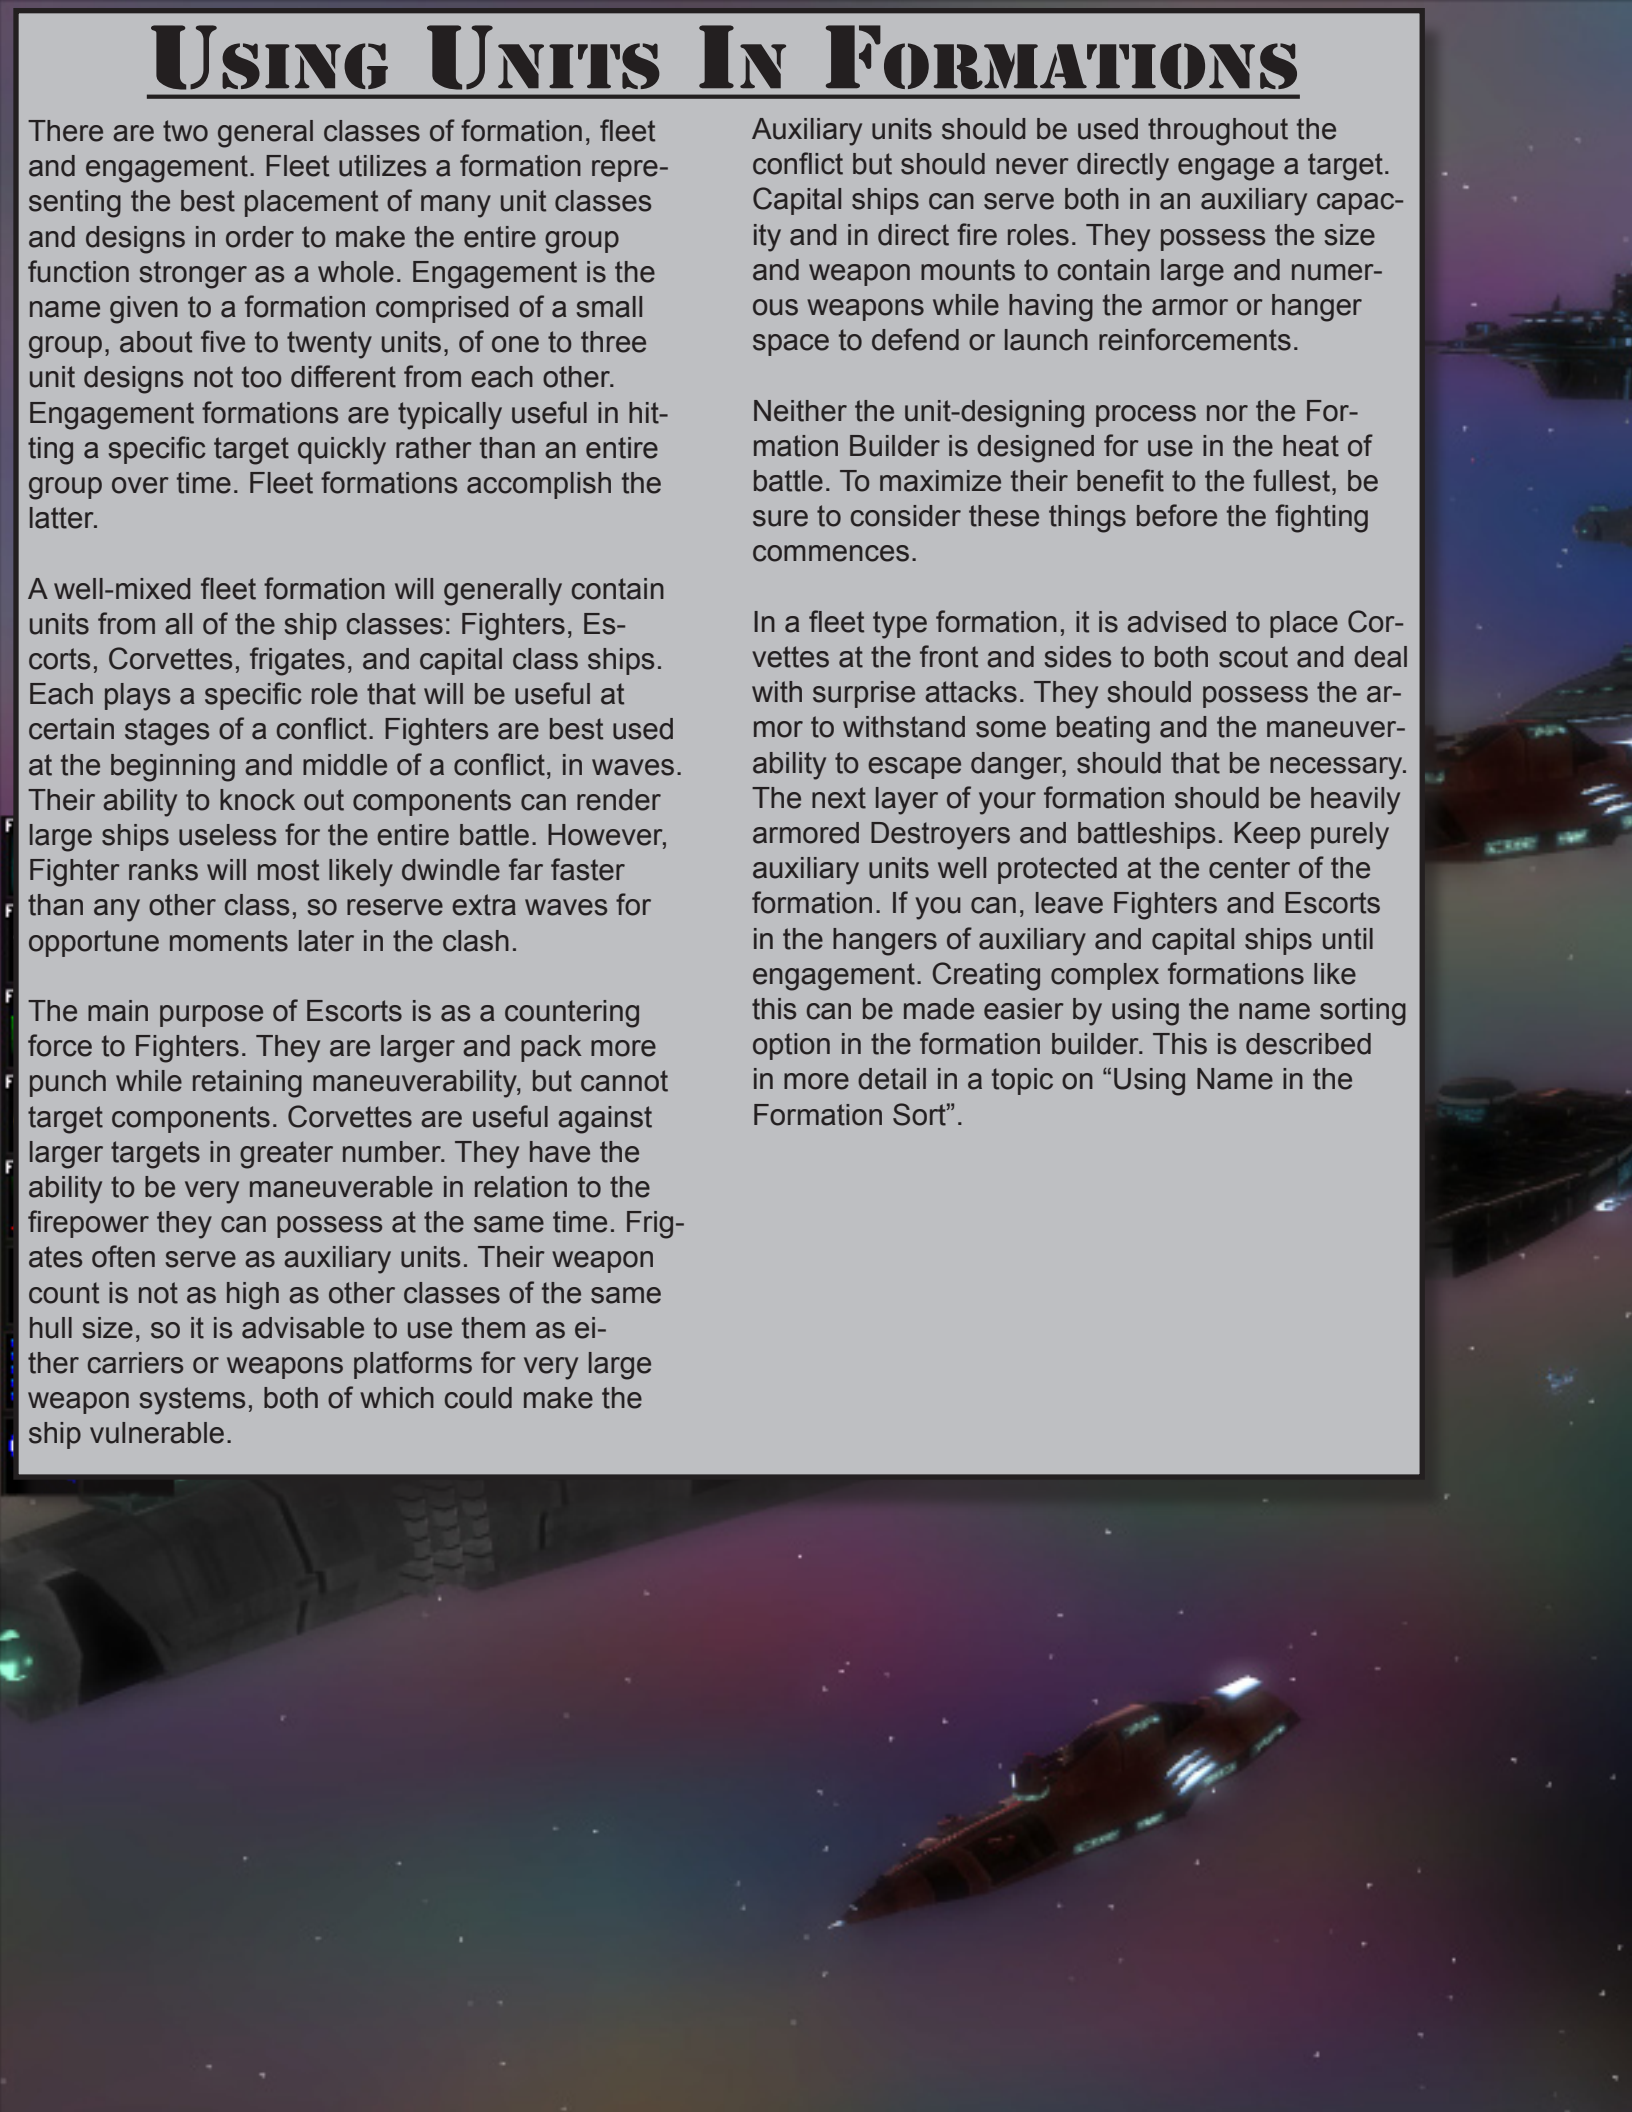 Using Units In Formations
There are two general classes of formation, fleet
and engagement. Fleet utilizes a formation repre-
senting the best placement of many unit classes
and designs in order to make the entire group
function stronger as a whole. Engagement is the
name given to a formation comprised of a small
group, about five to twenty units, of one to three
unit designs not too different from each other.
Engagement formations are typically useful in hit-
ting a specific target quickly rather than an entire
group over time. Fleet formations accomplish the
latter.
A well-mixed fleet formation will generally contain
units from all of the ship classes: Fighters, Es-
corts, Corvettes, frigates, and capital class ships.
Each plays a specific role that will be useful at
certain stages of a conflict. Fighters are best used
at the beginning and middle of a conflict, in waves.
Their ability to knock out components can render
large ships useless for the entire battle. However,
Fighter ranks will most likely dwindle far faster
than any other class, so reserve extra waves for
opportune moments later in the clash.
The main purpose of Escorts is as a countering
force to Fighters. They are larger and pack more
punch while retaining maneuverability, but cannot
target components. Corvettes are useful against
larger targets in greater number. They have the
ability to be very maneuverable in relation to the
firepower they can possess at the same time. Frig-
ates often serve as auxiliary units. Their weapon
count is not as high as other classes of the same
hull size, so it is advisable to use them as ei-
ther carriers or weapons platforms for very large
weapon systems, both of which could make the
ship vulnerable.
Auxiliary units should be used throughout the
conflict but should never directly engage a target.
Capital ships can serve both in an auxiliary capac-
ity and in direct fire roles. They possess the size
and weapon mounts to contain large and numer-
ous weapons while having the armor or hanger
space to defend or launch reinforcements.
Neither the unit-designing process nor the For-
mation Builder is designed for use in the heat of
battle. To maximize their benefit to the fullest, be
sure to consider these things before the fighting
commences.
In a fleet type formation, it is advised to place Cor-
vettes at the front and sides to both scout and deal
with surprise attacks. They should possess the ar-
mor to withstand some beating and the maneuver-
ability to escape danger, should that be necessary.
The next layer of your formation should be heavily
armored Destroyers and battleships. Keep purely
auxiliary units well protected at the center of the
formation. If you can, leave Fighters and Escorts
in the hangers of auxiliary and capital ships until
engagement. Creating complex formations like
this can be made easier by using the name sorting
option in the formation builder. This is described
in more detail in a topic on “Using Name in the
Formation Sort”.